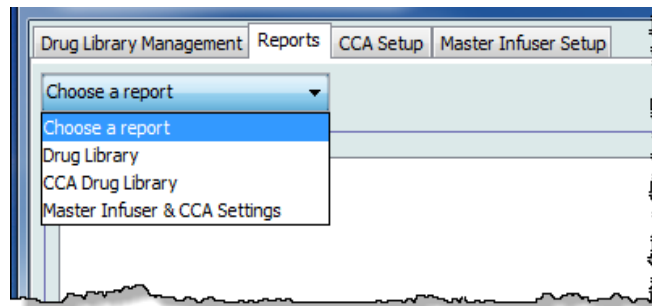 Drug Library Management Reports CCA Setup Master Infuser Setup
Choose a report
Choose a report
Drug Library
CCA Drug Library
Master Infuser & CCA Settings